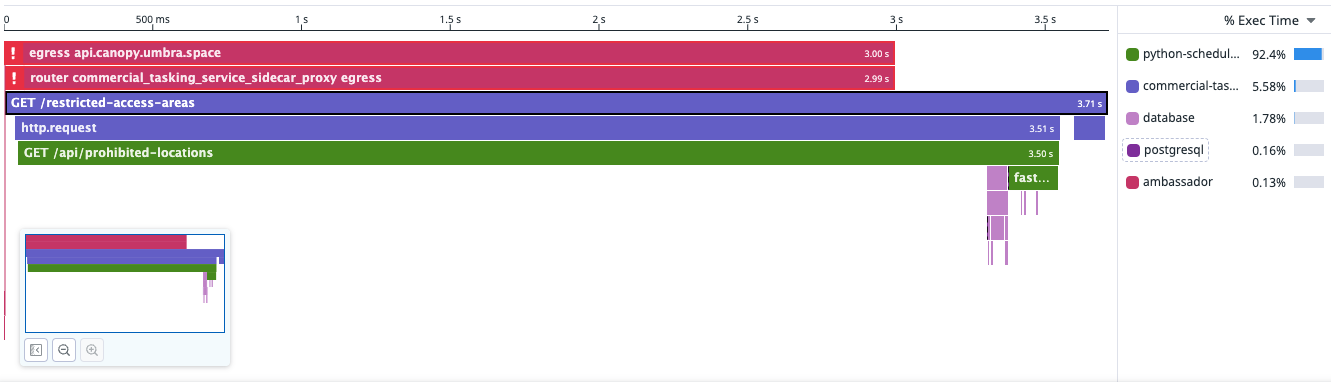 0 500 ms 1 s 1.5 s 2 s 2.5 s 3 s 3.5 s
% Exec Time
! egress api.canopy.umbra.space 3.00 s
! router commercial_tasking_service_sidecar_proxy egress 2.99 s
GET /restricted-access-areas 3.71 s
http.request 3.51 s
GET /api/prohibited-locations 3.50 s
fast...
python-schedul... 92.4%
commercial-tas... 5.58%
database 1.78%
postgresql 0.16%
ambassador 0.13%